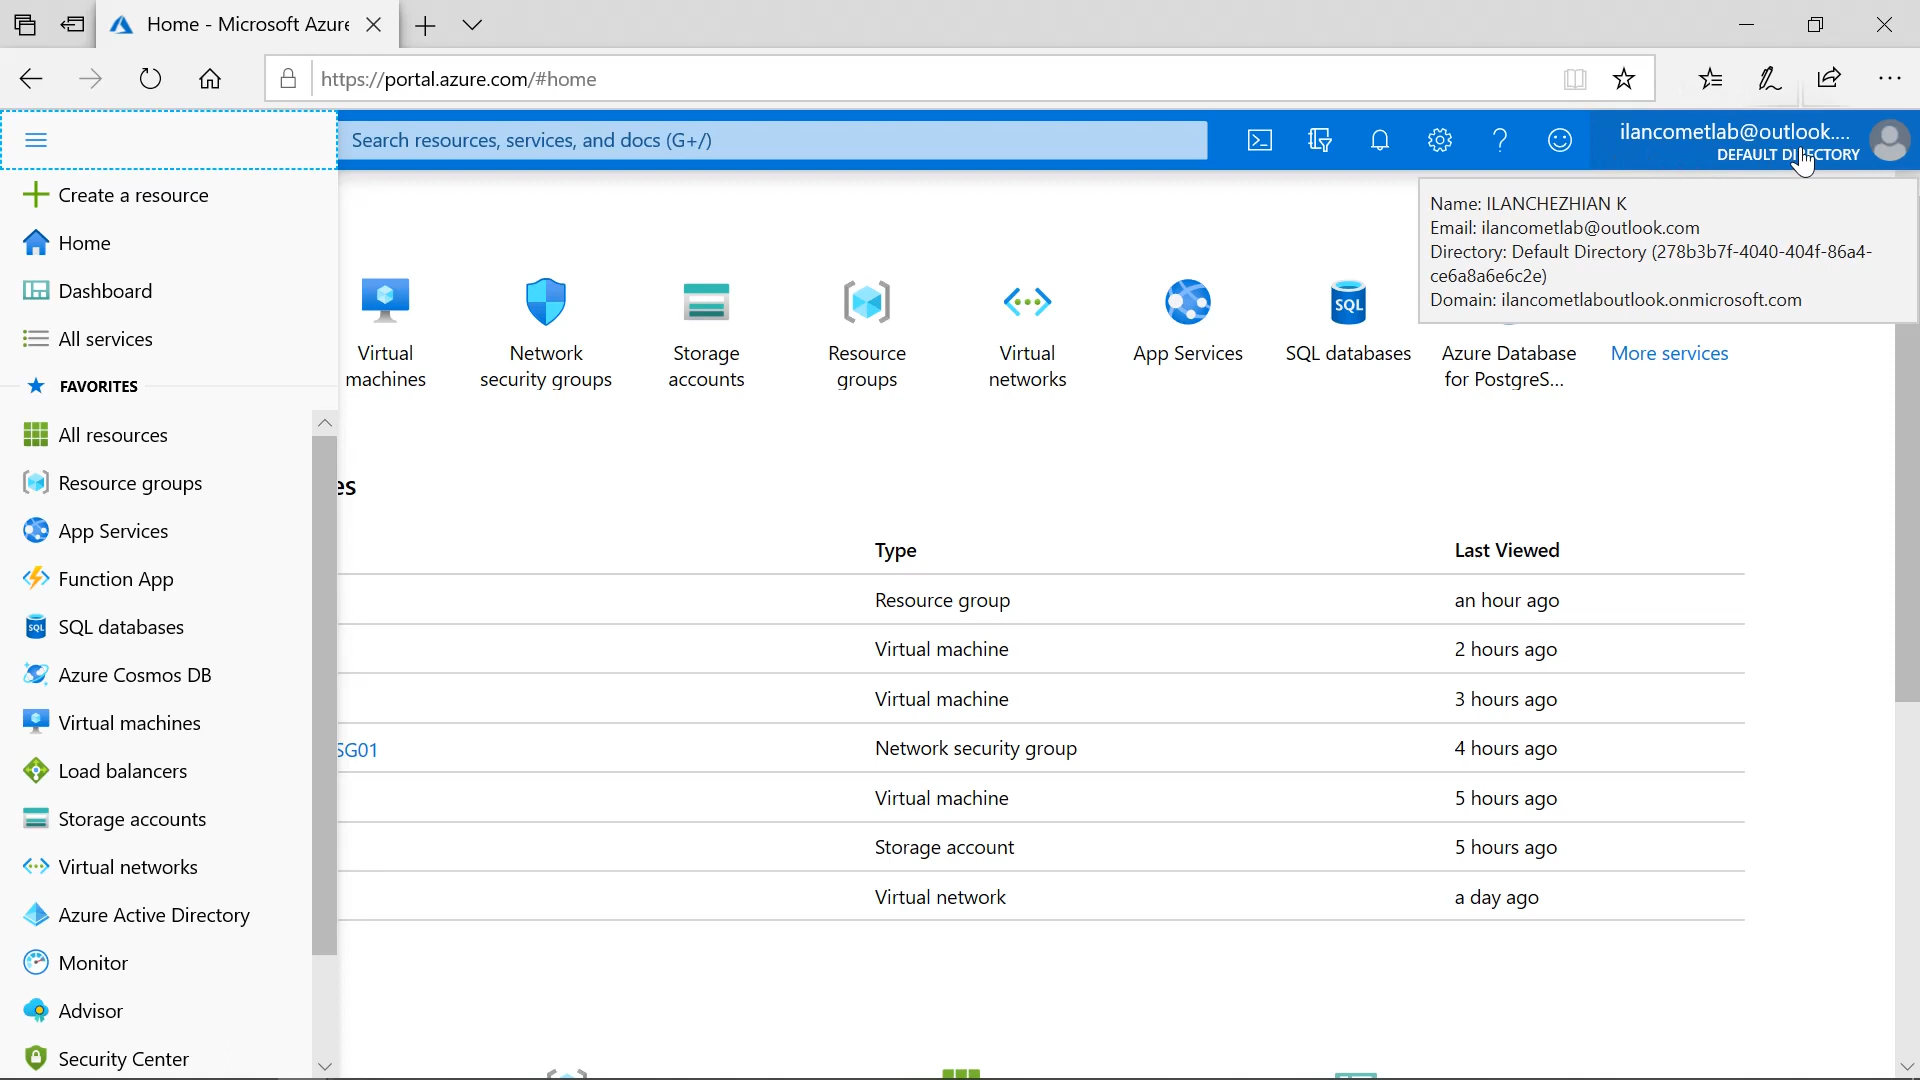 Home - Microsoft Azure
https://portal.azure.com/#home
Search resources, services, and docs (G+/)
ilancometlab@outlook....
DEFAULT DIRECTORY
Name: ILANCHEZHIAN K
Email: ilancometlab@outlook.com
Directory: Default Directory (278b3b7f-4040-404f-86a4-
ce6a8a6e6c2e)
Domain: ilancometlaboutlook.onmicrosoft.com
Create a resource
Home
Dashboard
All services
FAVORITES
All resources
Resource groups
App Services
Function App
SQL databases
Azure Cosmos DB
Virtual machines
Load balancers
Storage accounts
Virtual networks
Azure Active Directory
Monitor
Advisor
Security Center
Virtual
machines
Network
security groups
Storage
accounts
Resource
groups
Virtual
networks
App Services
SQL
SQL databases
Azure Database
for PostgreS...
More services
es
Type Last Viewed
Resource group an hour ago
Virtual machine 2 hours ago
Virtual machine 3 hours ago
SG01 Network security group 4 hours ago
Virtual machine 5 hours ago
Storage account 5 hours ago
Virtual network a day ago